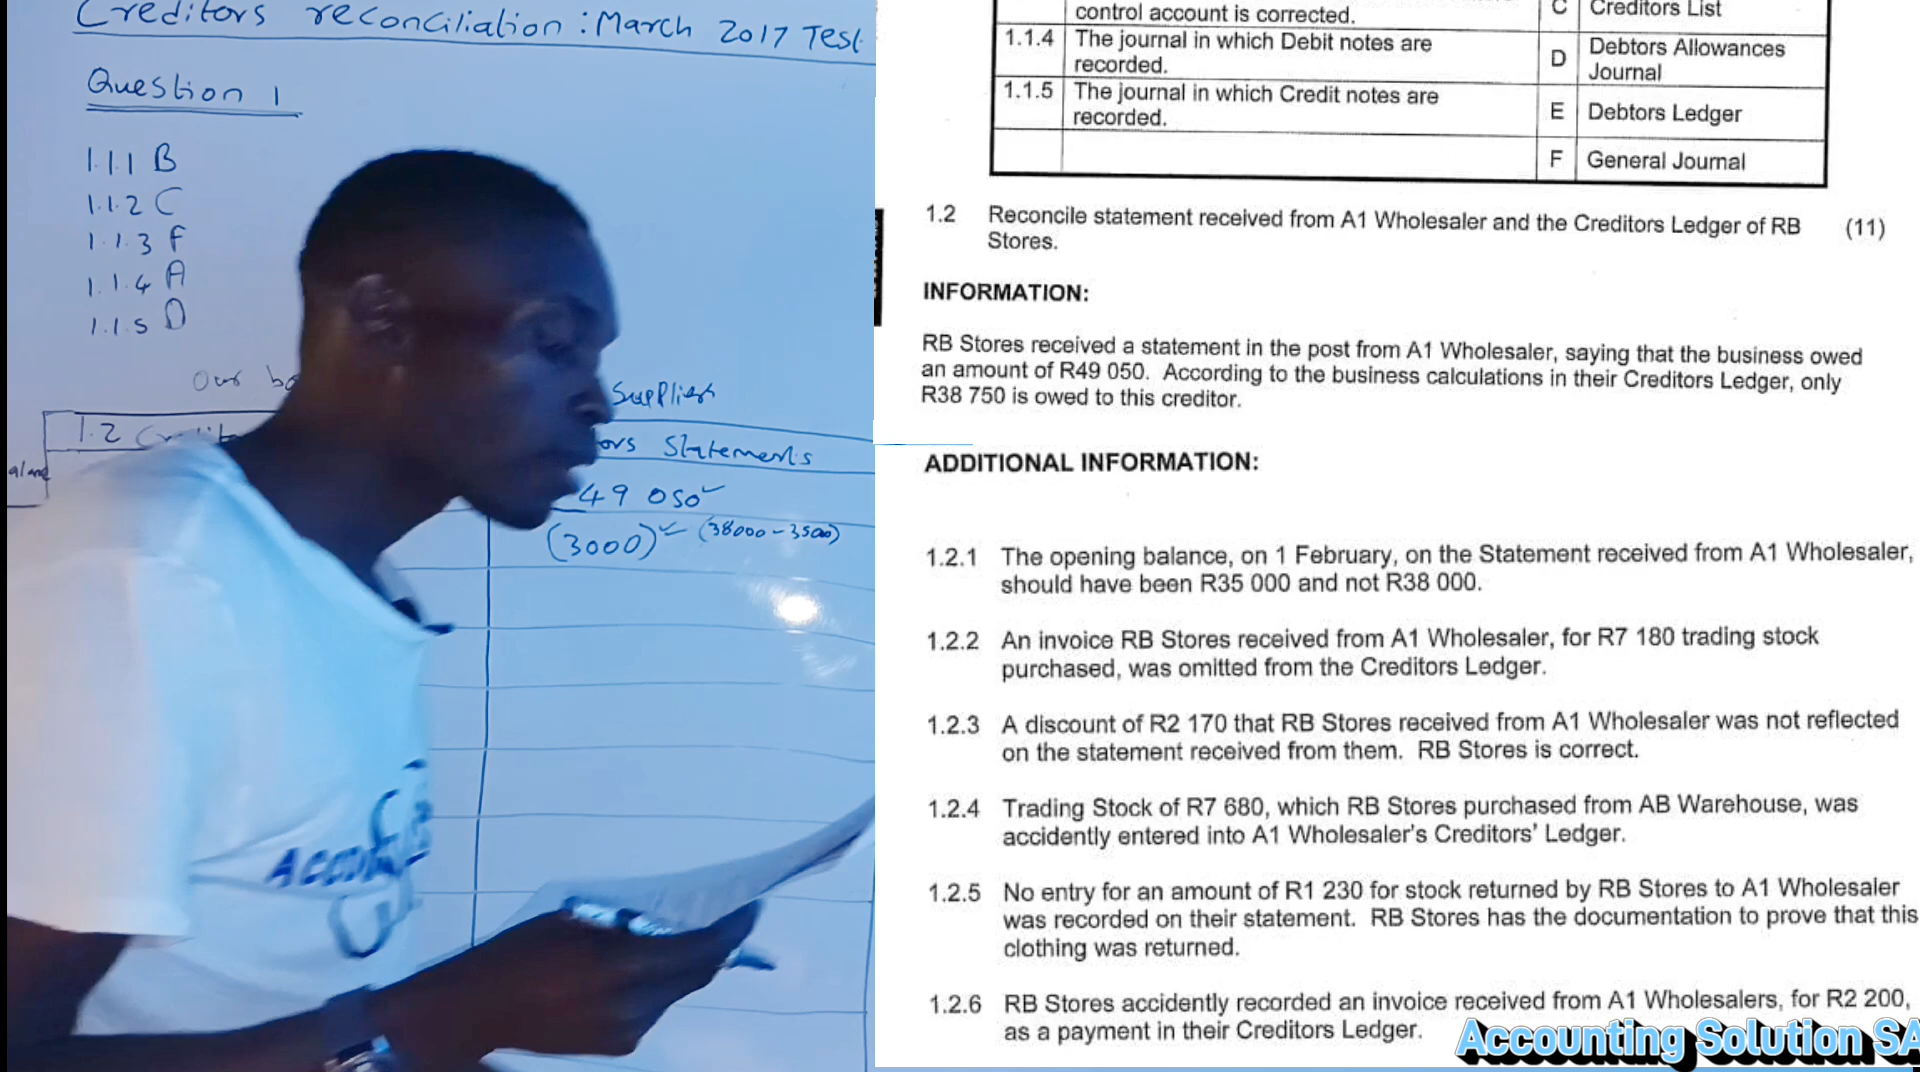 Creditors reconciliation : March 2017 Test
Question 1
1.1.1 B
1.1.2 C
1.1.3 F
1.1.4 A
1.1.5 D
Our
Supplier
1.2
ors Statements
49 050
(3000) (38000 - 3500)
control account is corrected.
C Creditors List
1.1.4 The journal in which Debit notes are
recorded.
D Debtors Allowances
Journal
1.1.5 The journal in which Credit notes are
recorded.
E Debtors Ledger
F General Journal
1.2 Reconcile statement received from A1 Wholesaler and the Creditors Ledger of RB (11)
Stores.
INFORMATION:
RB Stores received a statement in the post from A1 Wholesaler, saying that the business owed
an amount of R49 050. According to the business calculations in their Creditors Ledger, only
R38 750 is owed to this creditor.
ADDITIONAL INFORMATION:
1.2.1 The opening balance, on 1 February, on the Statement received from A1 Wholesaler,
should have been R35 000 and not R38 000.
1.2.2 An invoice RB Stores received from A1 Wholesaler, for R7 180 trading stock
purchased, was omitted from the Creditors Ledger.
1.2.3 A discount of R2 170 that RB Stores received from A1 Wholesaler was not reflected
on the statement received from them. RB Stores is correct.
1.2.4 Trading Stock of R7 680, which RB Stores purchased from AB Warehouse, was
accidently entered into A1 Wholesaler's Creditors' Ledger.
1.2.5 No entry for an amount of R1 230 for stock returned by RB Stores to A1 Wholesaler
was recorded on their statement. RB Stores has the documentation to prove that this
clothing was returned.
1.2.6 RB Stores accidently recorded an invoice received from A1 Wholesalers, for R2 200,
as a payment in their Creditors Ledger.
Accounting Solution SA